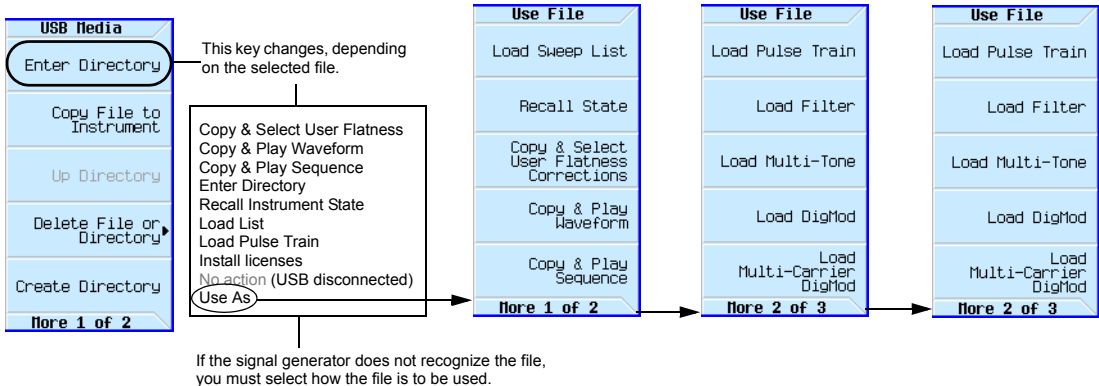 USB Media
Enter Directory
Copy File to
Instrument
Up Directory
Delete File or
Directory
Create Directory
More 1 of 2
This key changes, depending
on the selected file.
Copy & Select User Flatness
Copy & Play Waveform
Copy & Play Sequence
Enter Directory
Recall Instrument State
Load List
Load Pulse Train
Install licenses
No action (USB disconnected)
Use As
If the signal generator does not recognize the file,
you must select how the file is to be used.
Use File
Load Sweep List
Recall State
Copy & Select
User Flatness
Corrections
Copy & Play
Waveform
Copy & Play
Sequence
More 1 of 2
Use File
Load Pulse Train
Load Filter
Load Multi-Tone
Load DigMod
Load
Multi-Carrier
DigMod
More 2 of 3
Use File
Load Pulse Train
Load Filter
Load Multi-Tone
Load DigMod
Load
Multi-Carrier
DigMod
More 2 of 3